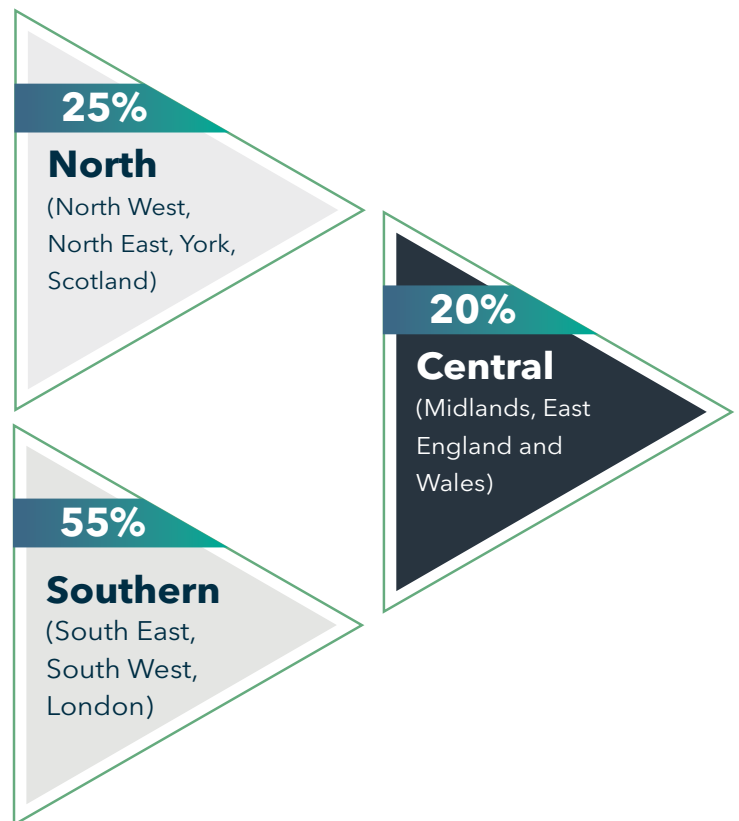 25%
North
(North West,
North East, York,
Scotland)
20%
Central
(Midlands, East
England and
Wales)
55%
Southern
(South East,
South West,
London)